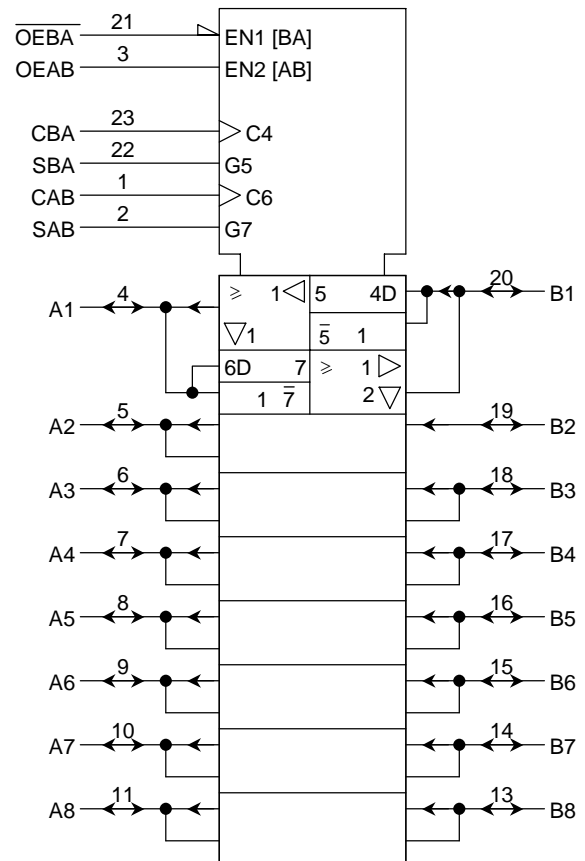 O̅E̅B̅A̅ 21 EN1 [BA]
OEAB 3 EN2 [AB]
CBA 23 C4
SBA 22 G5
CAB 1 C6
SAB 2 G7
A1 4 ≥ 1 5 4D 20 B1
1 5̅ 1
6D 7 ≥ 1
1 7̅ 2
A2 5 19 B2
A3 6 18 B3
A4 7 17 B4
A5 8 16 B5
A6 9 15 B6
A7 10 14 B7
A8 11 13 B8